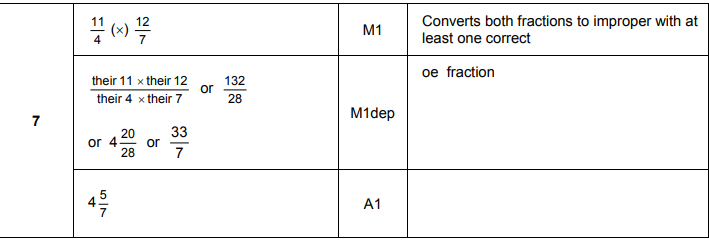 7
11/4 (×) 12/7
M1
Converts both fractions to improper with at
least one correct
their 11 × their 12 / their 4 × their 7 or 132/28
or 4 20/28 or 33/7
M1dep
oe fraction
4 5/7
A1